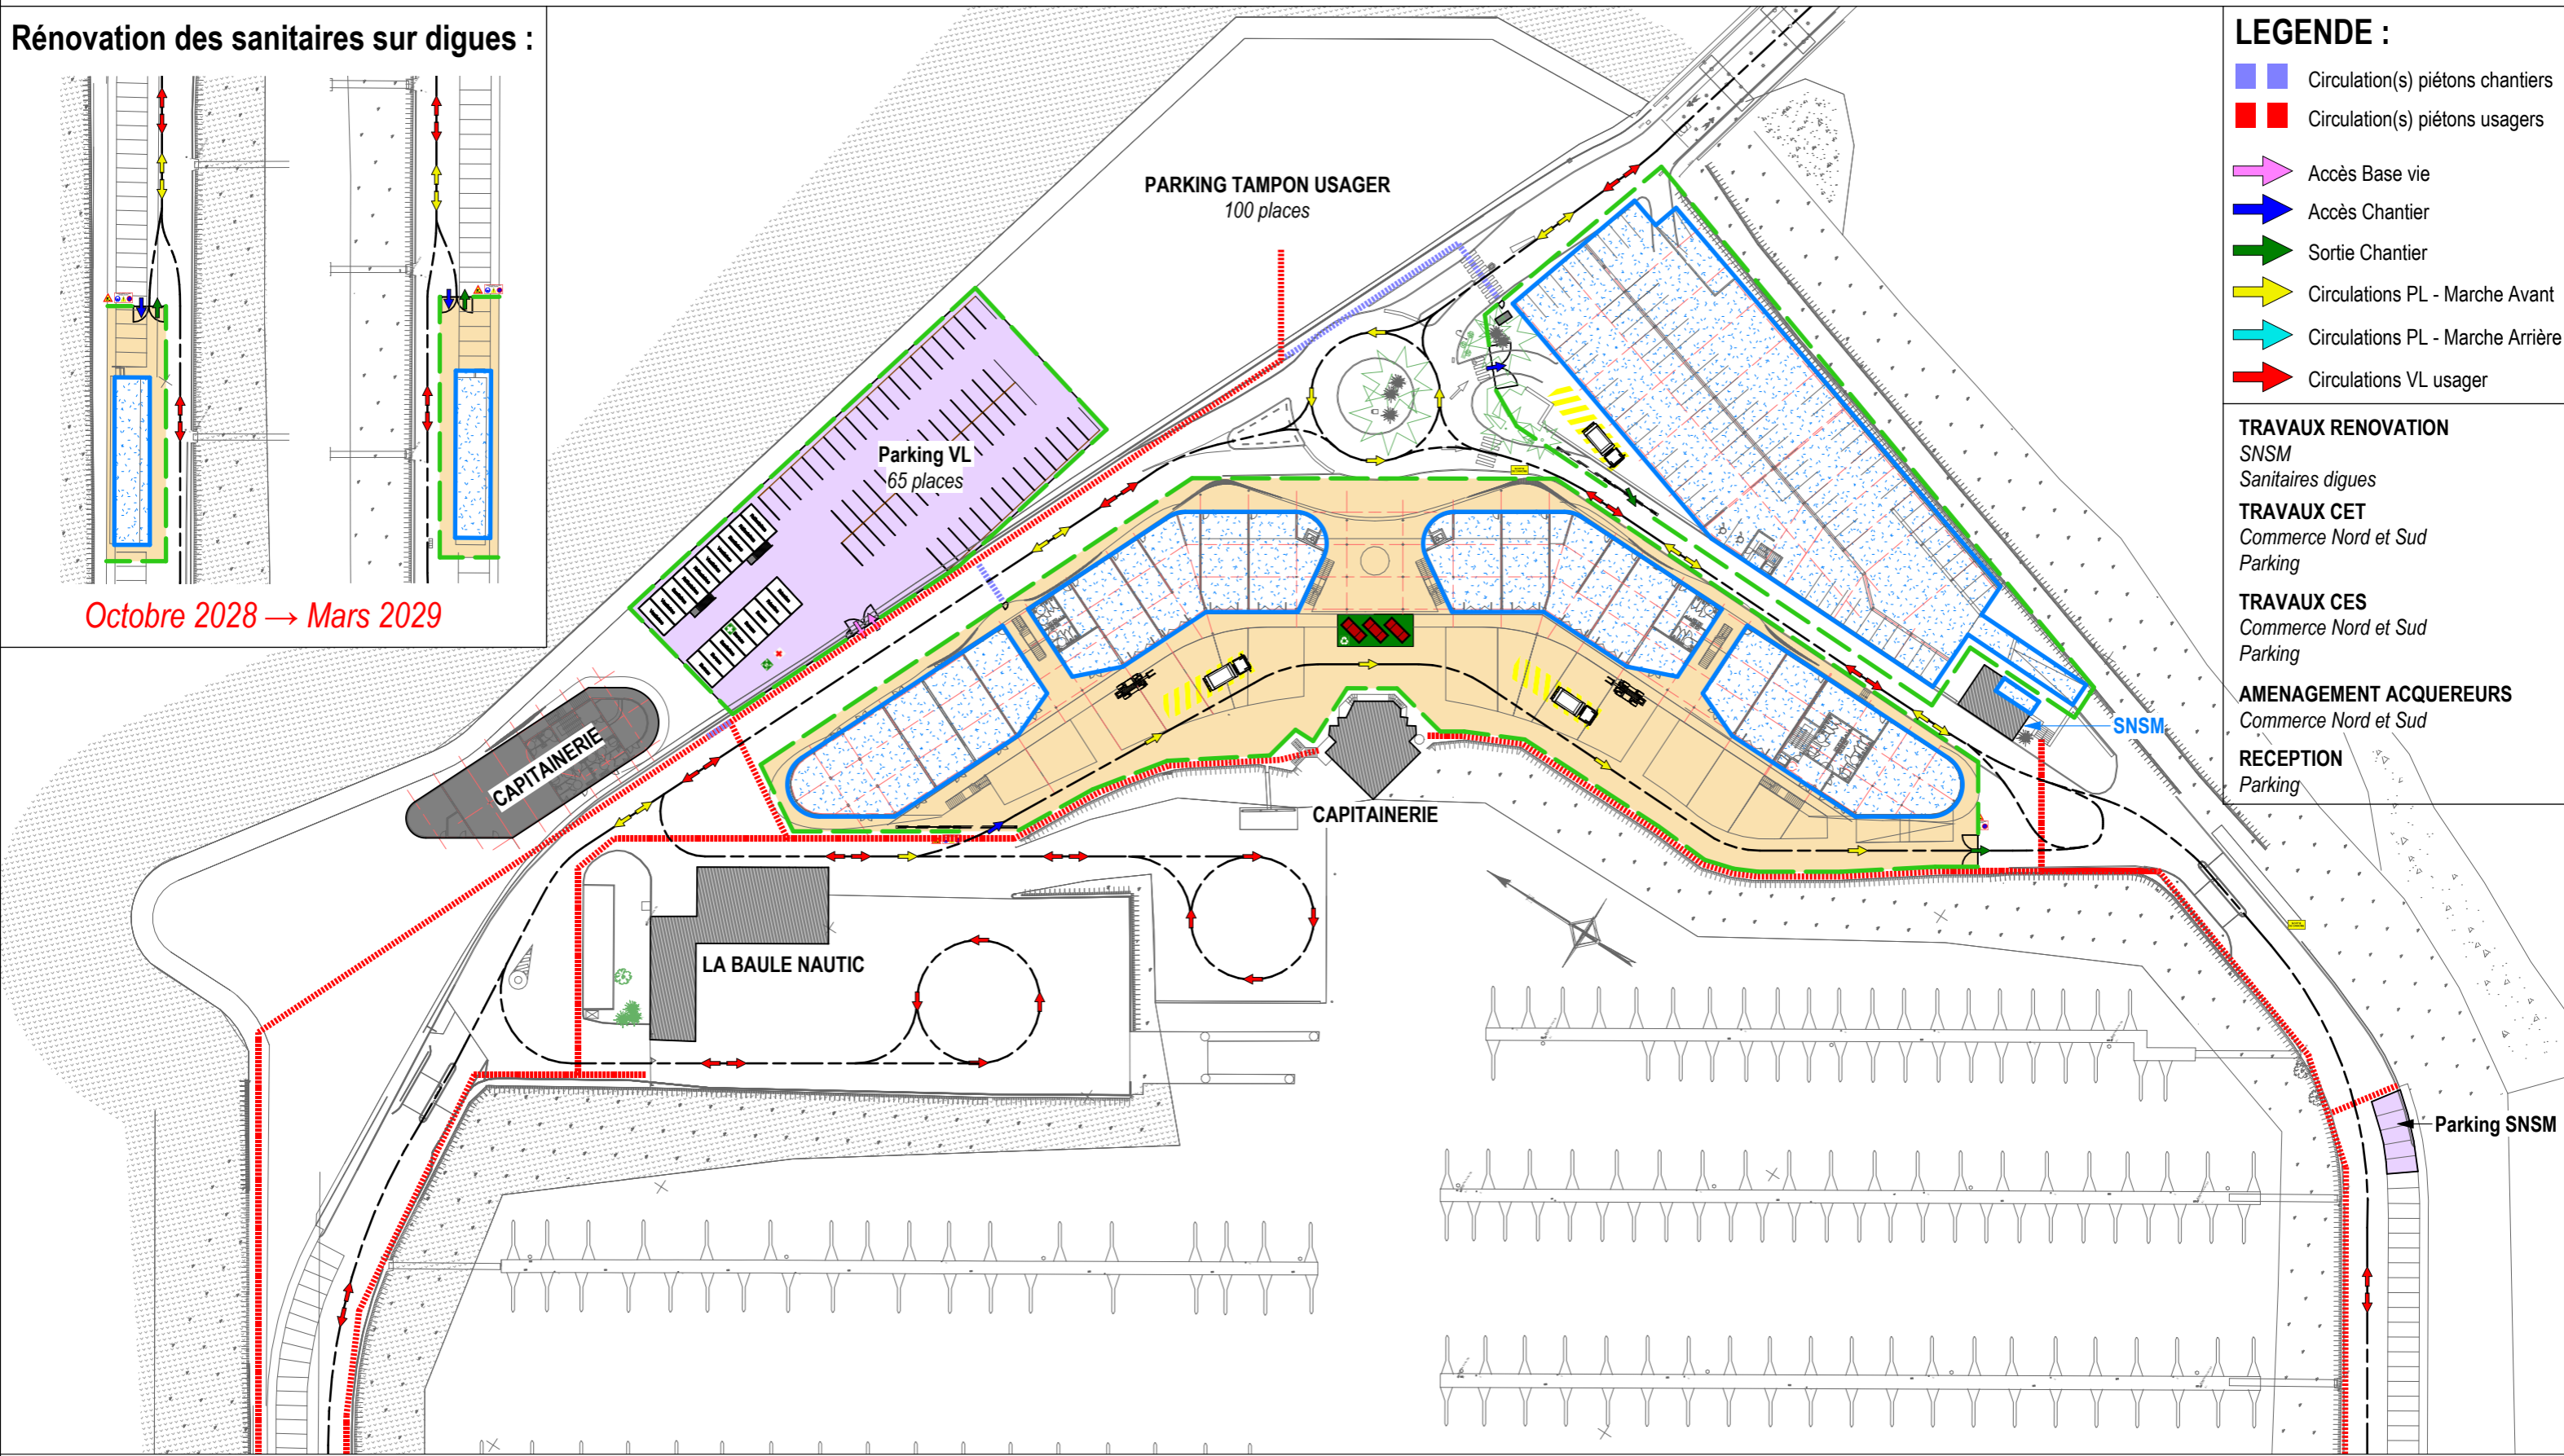 Rénovation des sanitaires sur digues :
Octobre 2028 → Mars 2029
PARKING TAMPON USAGER
100 places
Parking VL
65 places
CAPITAINERIE
CAPITAINERIE
LA BAULE NAUTIC
SNSM
Parking SNSM
LEGENDE :
Circulation(s) piétons chantiers
Circulation(s) piétons usagers
Accès Base vie
Accès Chantier
Sortie Chantier
Circulations PL - Marche Avant
Circulations PL - Marche Arrière
Circulations VL usager
TRAVAUX RENOVATION
SNSM
Sanitaires digues
TRAVAUX CET
Commerce Nord et Sud
Parking
TRAVAUX CES
Commerce Nord et Sud
Parking
AMENAGEMENT ACQUEREURS
Commerce Nord et Sud
RECEPTION
Parking